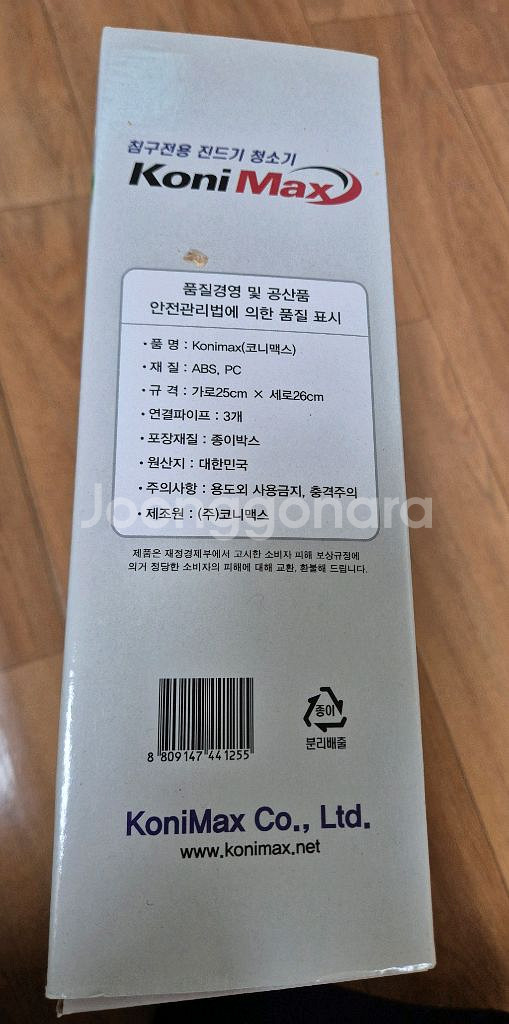 침구전용 진드기 청소기
Koni Max
품질경영 및 공산품
안전관리법에 의한 품질 표시
• 품 명 : Konimax(코니맥스)
• 재 질 : ABS, PC
• 규 격 : 가로25cm × 세로26cm
• 연결파이프 : 3개
• 포장재질 : 종이박스
• 원산지 : 대한민국
• 주의사항 : 용도외 사용금지, 충격주의
Joonggonara
• 제조원 : (주)코니맥스
제품은 재정경제부에서 고시한 소비자 피해 보상규정에
의거 정당한 소비자의 피해에 대해 교환, 환불해 드립니다.
종이
분리배출
8 809147 441255
KoniMax Co., Ltd.
www.konimax.net